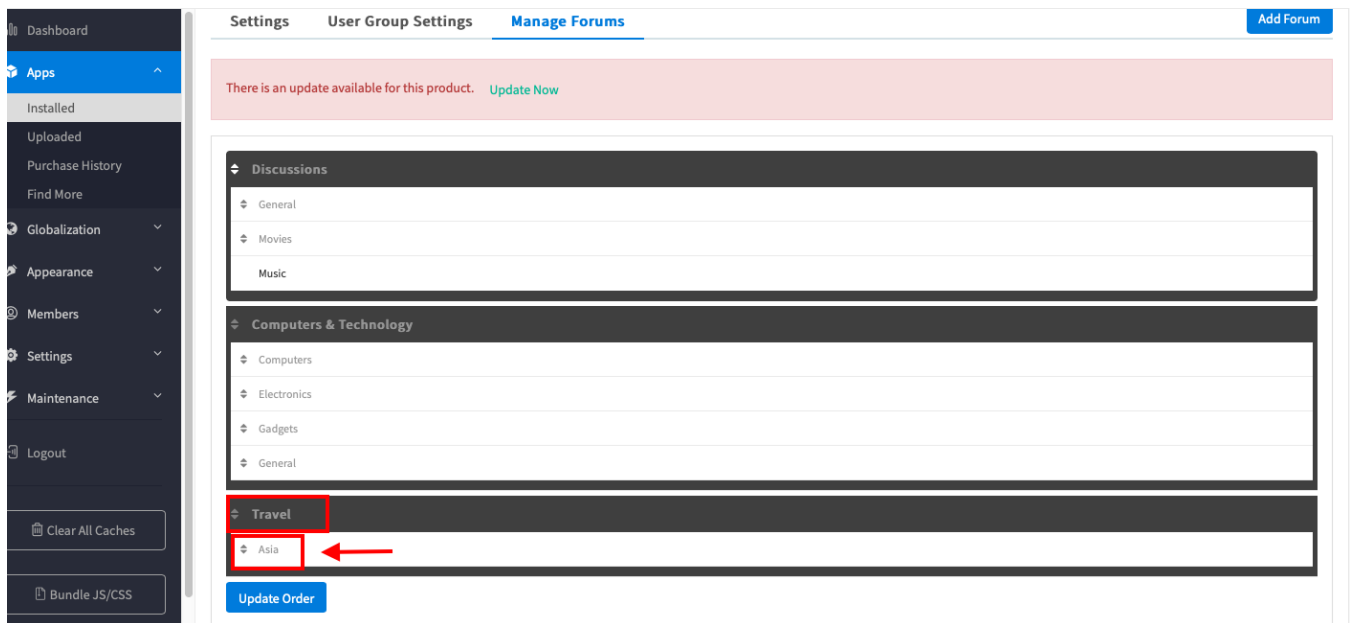 Dashboard
Apps
Installed
Uploaded
Purchase History
Find More
Globalization
Appearance
Members
Settings
Maintenance
Logout
Clear All Caches
Bundle JS/CSS
Settings User Group Settings Manage Forums Add Forum
There is an update available for this product. Update Now
Discussions
General
Movies
Music
Computers & Technology
Computers
Electronics
Gadgets
General
Travel
Asia
Update Order